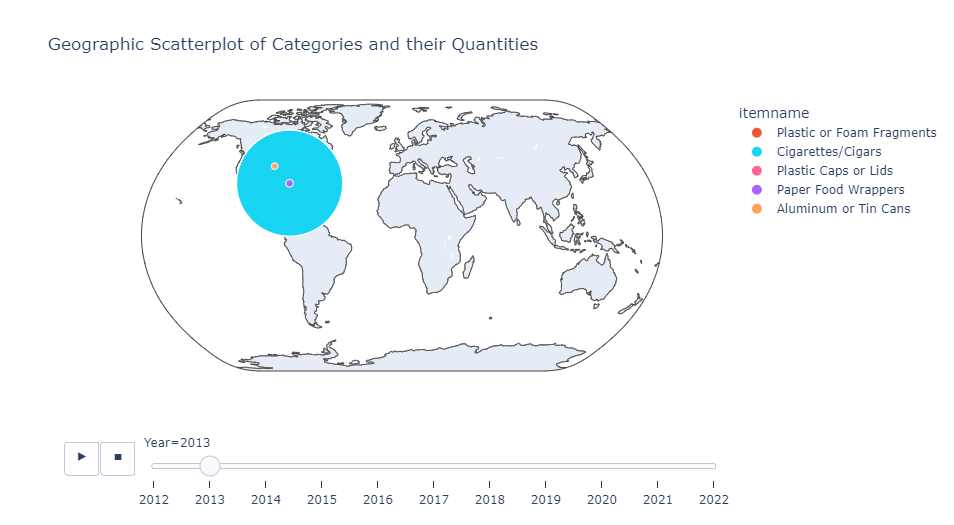 Geographic Scatterplot of Categories and their Quantities
itemname
Plastic or Foam Fragments
Cigarettes/Cigars
Plastic Caps or Lids
Paper Food Wrappers
Aluminum or Tin Cans
Year=2013
2012 2013 2014 2015 2016 2017 2018 2019 2020 2021 2022